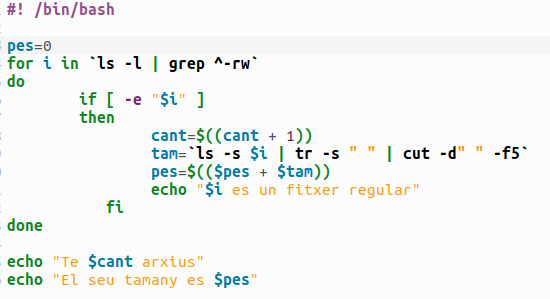 #! /bin/bash
pes=0
for i in `ls -l | grep ^-rw`
do
if [ -e "$i" ]
then
cant=$((cant + 1))
tam=`ls -s $i | tr -s " " | cut -d" " -f5`
pes=$(($pes + $tam))
echo "$i es un fitxer regular"
fi
done
echo "Te $cant arxius"
echo "El seu tamany es $pes"